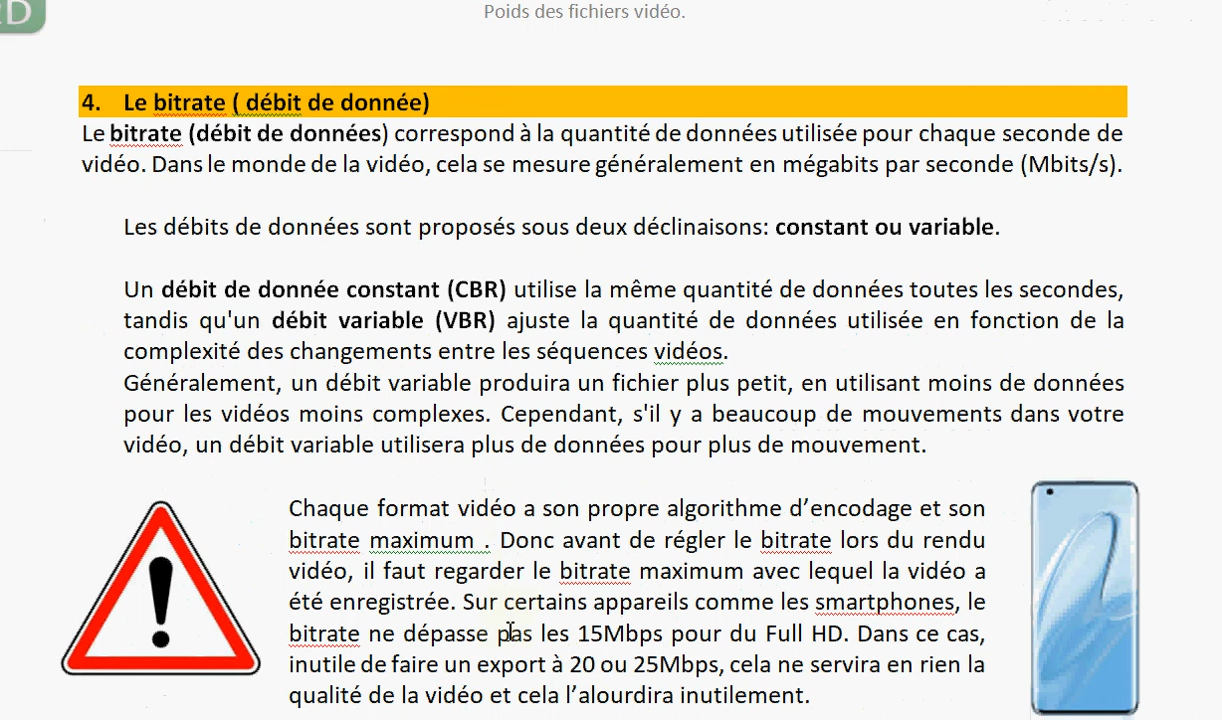 Poids des fichiers vidéo.
4. Le bitrate ( débit de donnée)
Le bitrate (débit de données) correspond à la quantité de données utilisée pour chaque seconde de
vidéo. Dans le monde de la vidéo, cela se mesure généralement en mégabits par seconde (Mbits/s).
Les débits de données sont proposés sous deux déclinaisons: constant ou variable.
Un débit de donnée constant (CBR) utilise la même quantité de données toutes les secondes,
tandis qu'un débit variable (VBR) ajuste la quantité de données utilisée en fonction de la
complexité des changements entre les séquences vidéos.
Généralement, un débit variable produira un fichier plus petit, en utilisant moins de données
pour les vidéos moins complexes. Cependant, s'il y a beaucoup de mouvements dans votre
vidéo, un débit variable utilisera plus de données pour plus de mouvement.
Chaque format vidéo a son propre algorithme d’encodage et son
bitrate maximum . Donc avant de régler le bitrate lors du rendu
vidéo, il faut regarder le bitrate maximum avec lequel la vidéo a
été enregistrée. Sur certains appareils comme les smartphones, le
bitrate ne dépasse pas les 15Mbps pour du Full HD. Dans ce cas,
inutile de faire un export à 20 ou 25Mbps, cela ne servira en rien la
qualité de la vidéo et cela l’alourdira inutilement.